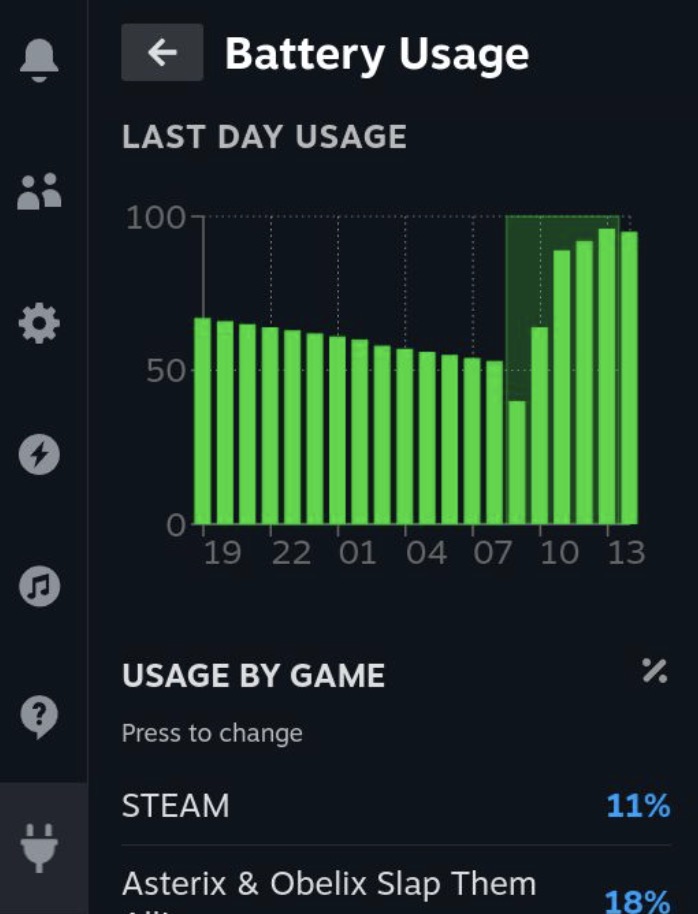 Battery Usage
LAST DAY USAGE
100
50
0
19 22 01 04 07 10 13
USAGE BY GAME
Press to change
STEAM 11%
Asterix & Obelix Slap Them
18%